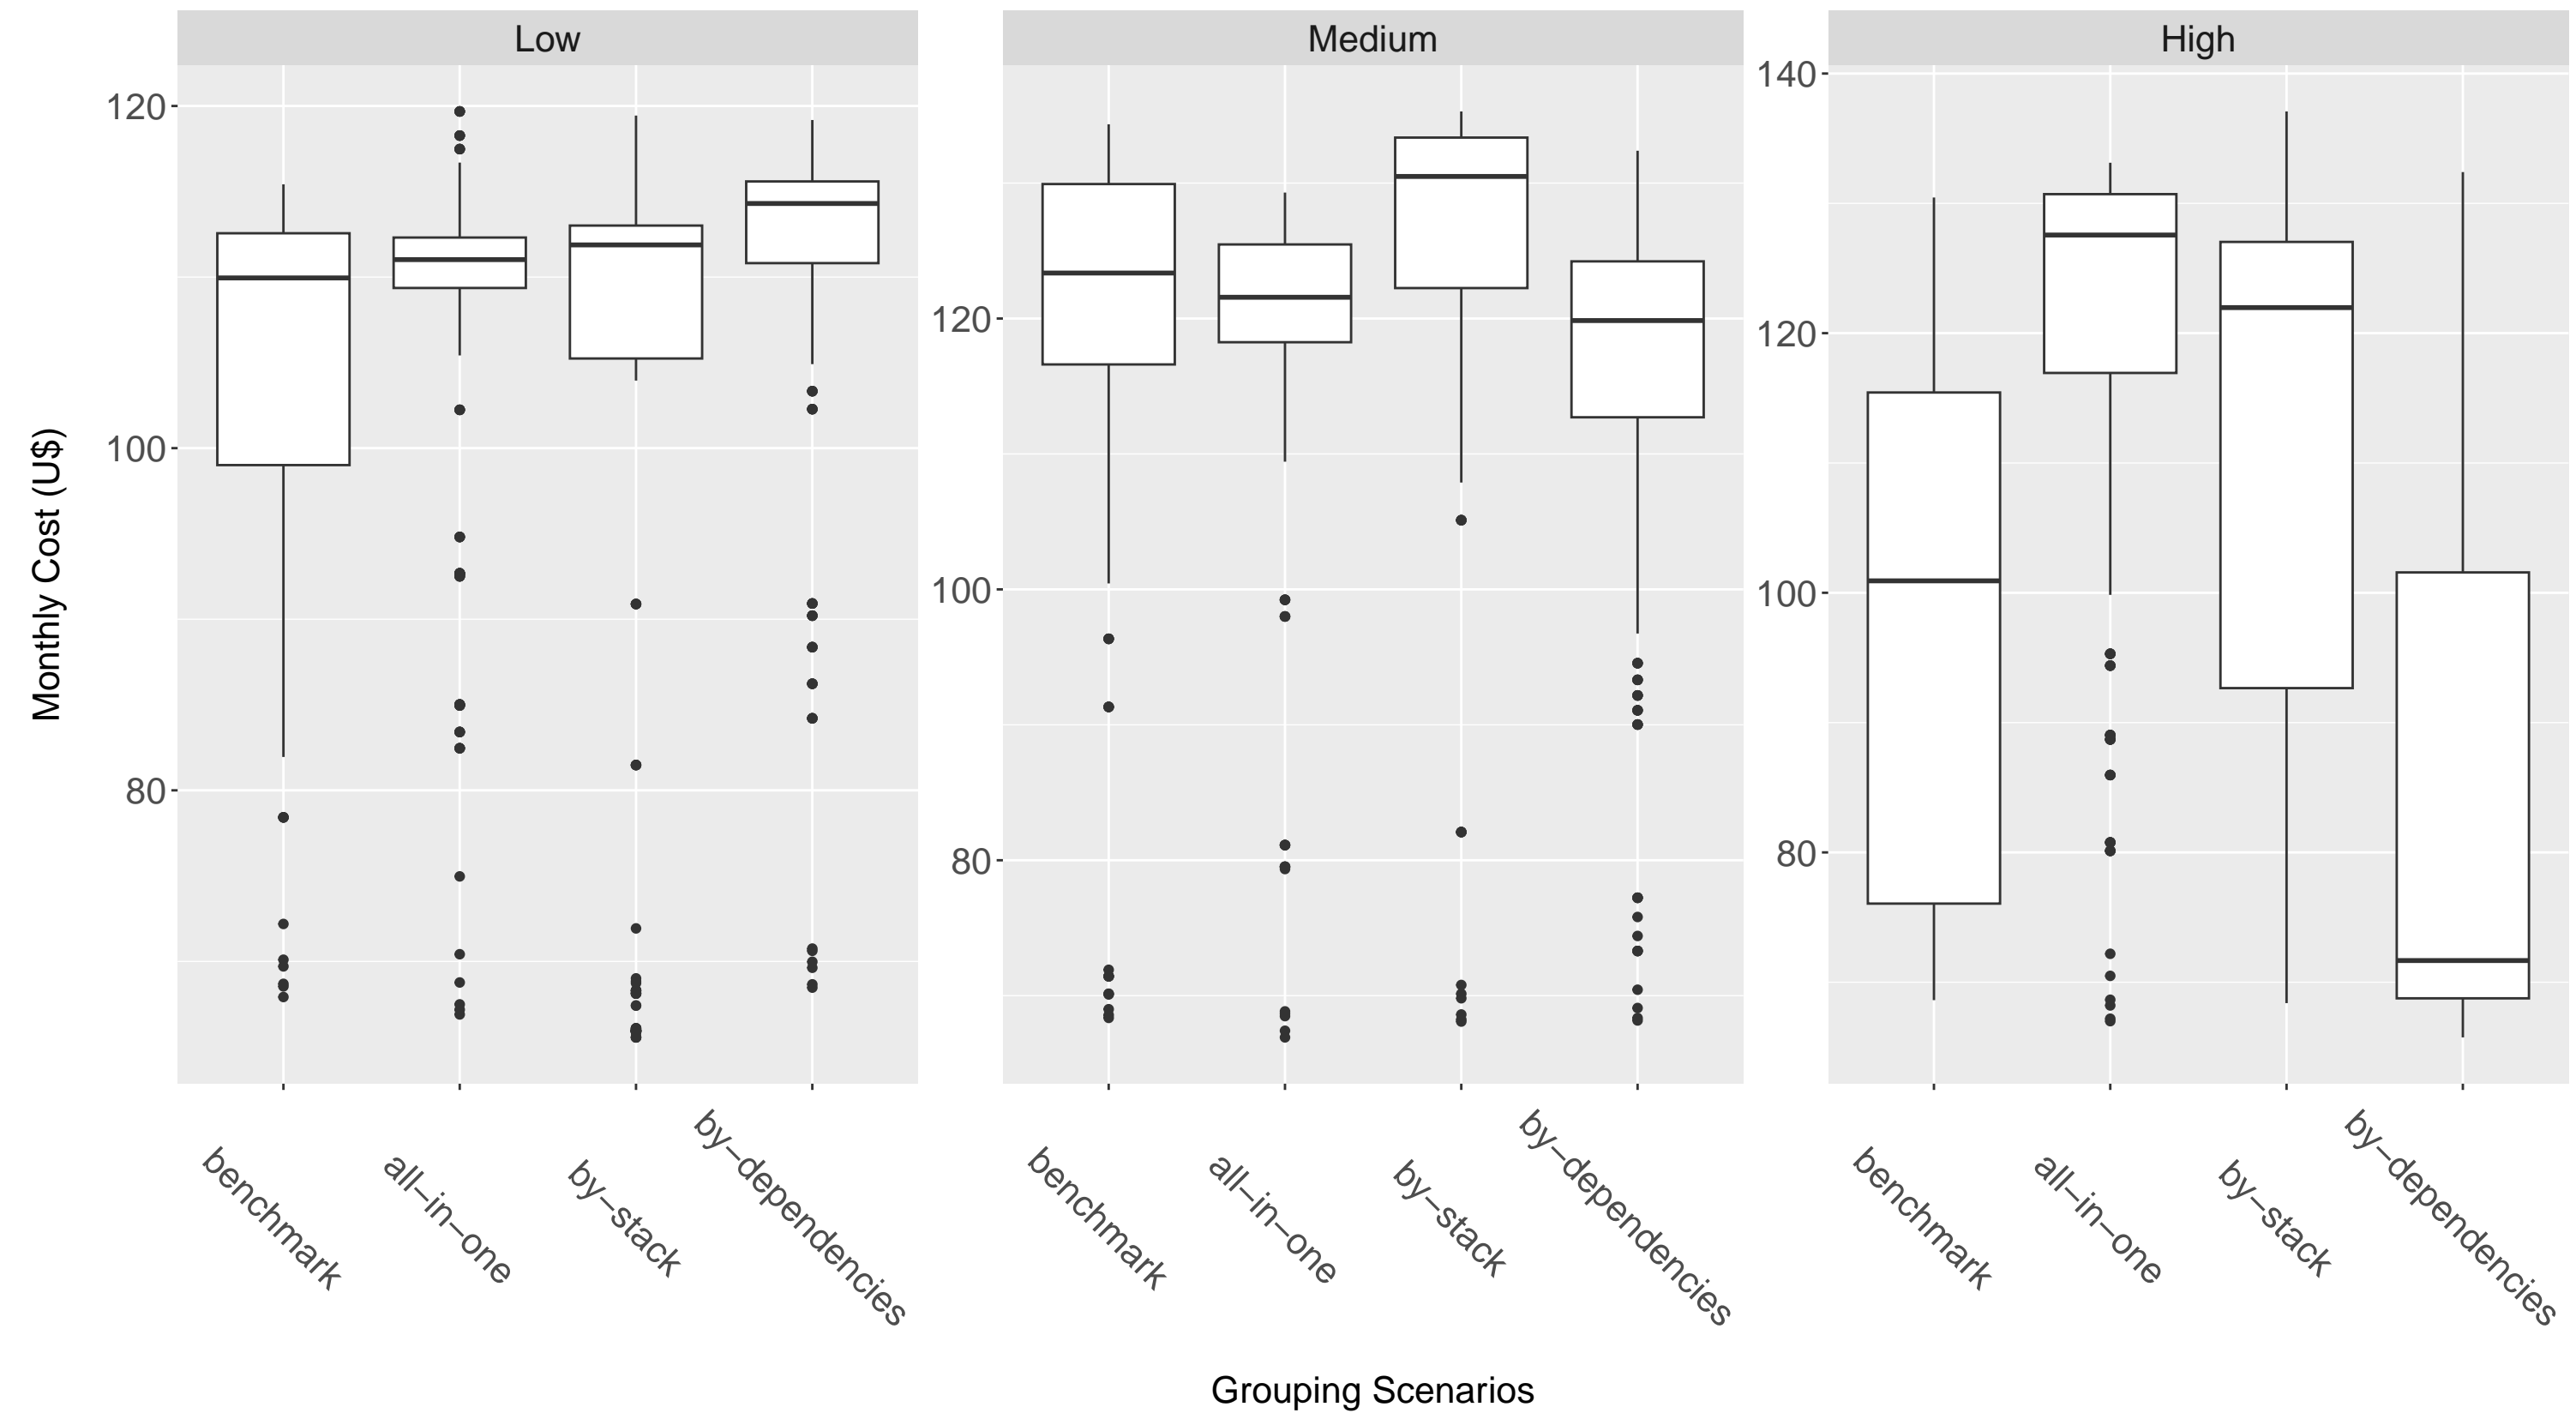 Low
Medium
High
Monthly Cost (U$)
120
100
80
120
100
80
140
120
100
80
benchmark
all−in−one
by−stack
by−dependencies
benchmark
all−in−one
by−stack
by−dependencies
benchmark
all−in−one
by−stack
by−dependencies
Grouping Scenarios